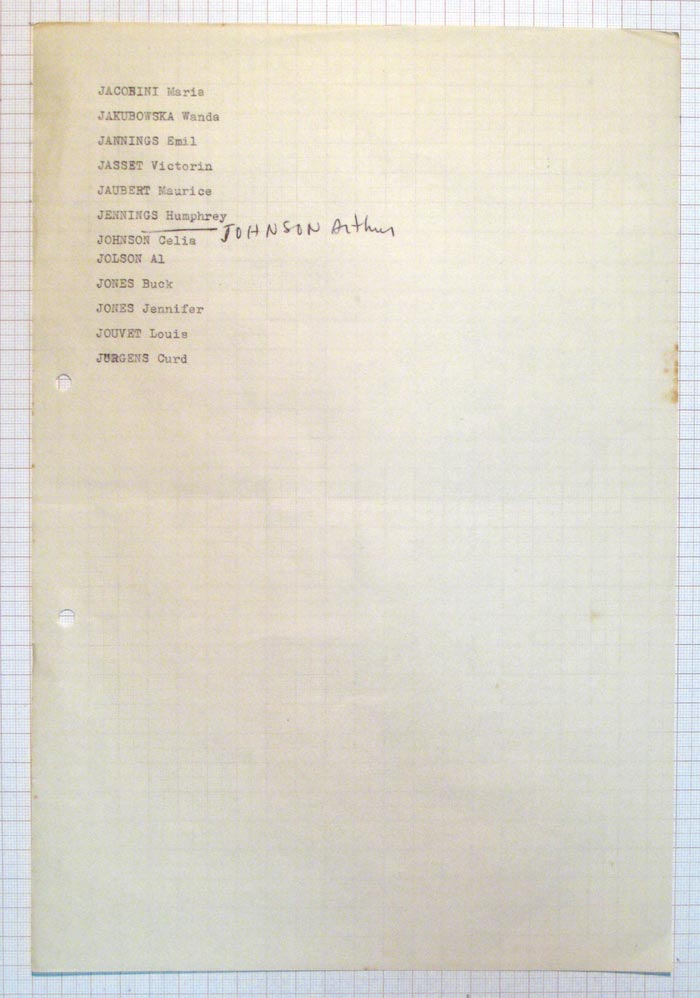 JACOBINI Maria
JAKUBOWSKA Wanda
JANNINGS Emil
JASSET Victorin
JAUBERT Maurice
JENNINGS Humphrey
JOHNSON Arthur
JOHNSON Celia
JOLSON Al
JONES Buck
JONES Jennifer
JOUVET Louis
JURGENS Curd